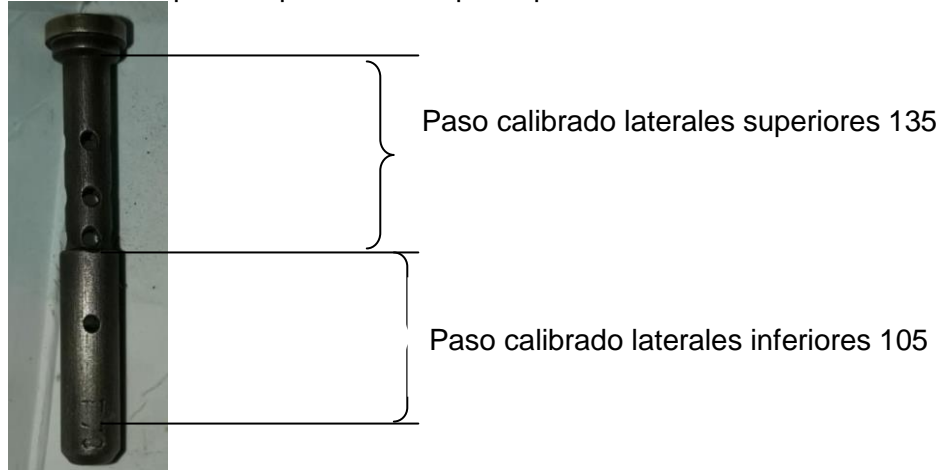 Paso calibrado laterales superiores 135
Paso calibrado laterales inferiores 105